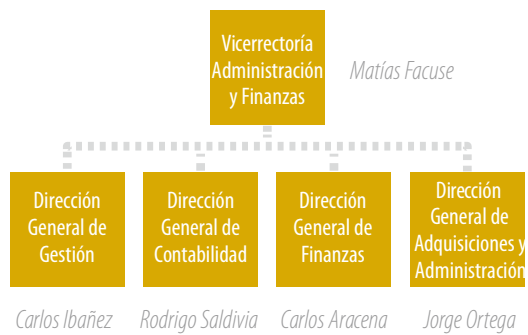 Vicerrectoría
Administración
y Finanzas
Matías Facuse
Dirección
General de
Gestión
Dirección
General de
Contabilidad
Dirección
General de
Finanzas
Dirección
General de
Adquisiciones y
Administración
Carlos Ibañez
Rodrigo Saldivia
Carlos Aracena
Jorge Ortega